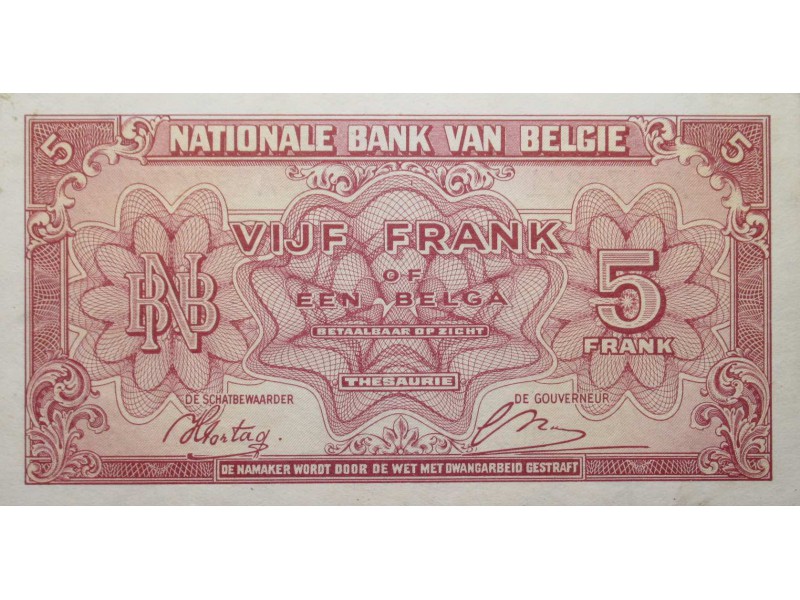 5
NATIONALE BANK VAN BELGIE
5
VIJF FRANK
OF
EEN BELGA
BETAALBAAR OP ZICHT
BNB
5
FRANK
THESAURIE
DE SCHATBEWAARDER
DE GOUVERNEUR
DE NAMAKER WORDT DOOR DE WET MET DWANGARBEID GESTRAFT